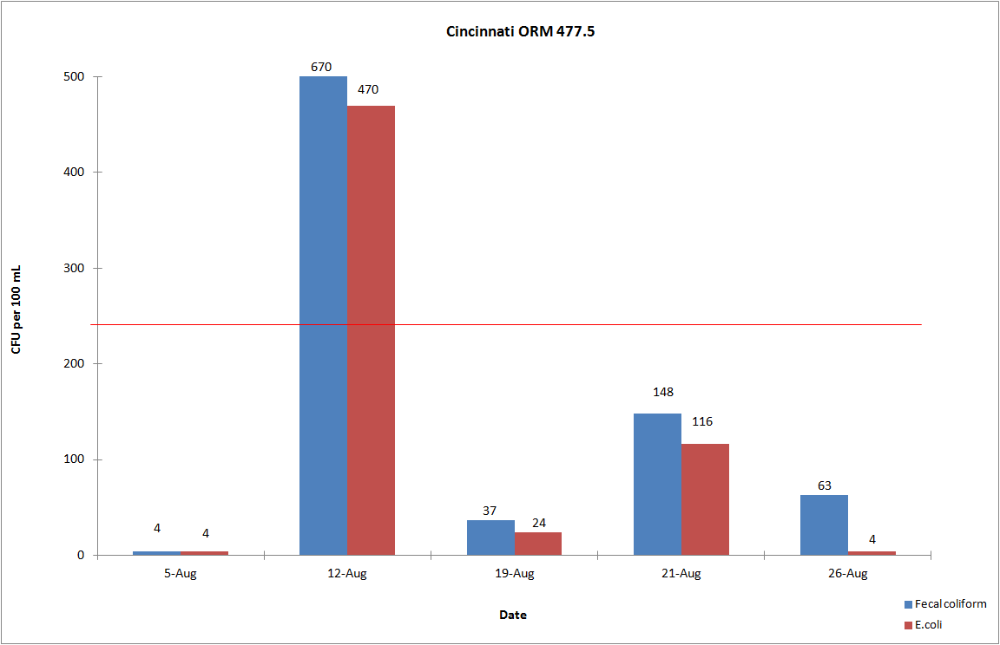 Cincinnati ORM 477.5
CFU per 100 mL
500
400
300
200
100
0
670
470
148
116
63
37
24
4
4
4
5-Aug
12-Aug
19-Aug
21-Aug
26-Aug
Date
Fecal coliform
E.coli